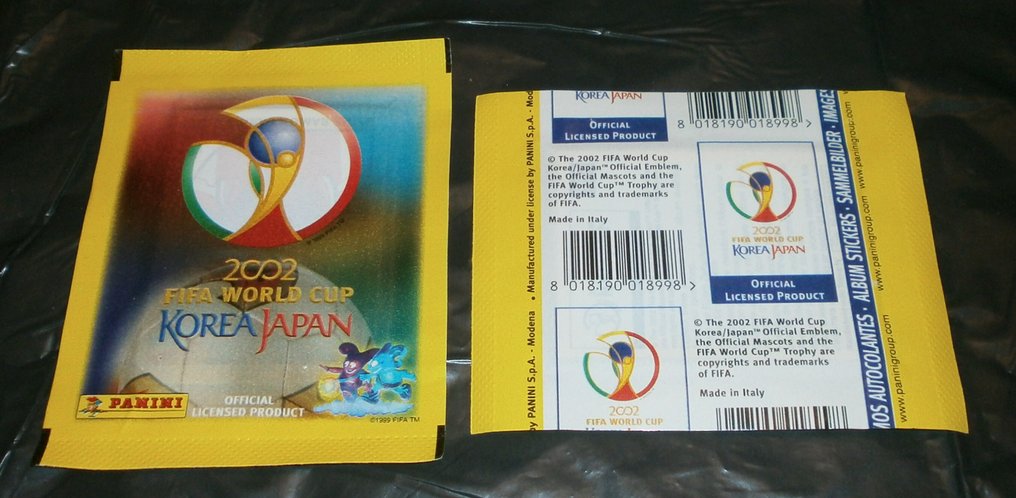 2002
FIFA WORLD CUP
KOREA JAPAN
PANINI
OFFICIAL
LICENSED PRODUCT
©1999 FIFA TM
by PANINI S.p.A. - Modena • Manufactured under license by PANINI S.p.A. - Mod
KOREA JAPAN
OFFICIAL
LICENSED PRODUCT
8 018190 018998 >
© The 2002 FIFA World Cup
Korea/Japan™ Official Emblem,
the Official Mascots and the
FIFA World Cup™ Trophy are
copyrights and trademarks
of FIFA.
Made in Italy
8 018190 018998 >
2002
FIFA WORLD CUP
KOREA JAPAN
OFFICIAL
LICENSED PRODUCT
2002
FIFA WORLD CUP
© The 2002 FIFA World Cup
Korea/Japan™ Official Emblem,
the Official Mascots and the
FIFA World Cup™ Trophy are
copyrights and trademarks
of FIFA.
Made in Italy
MOS AUTOCOLANTES · ALBUM STICKERS · SAMMELBILDER · IMAGES
www.paninigroup.com
www.paninigroup.com
www.paninigroup.com